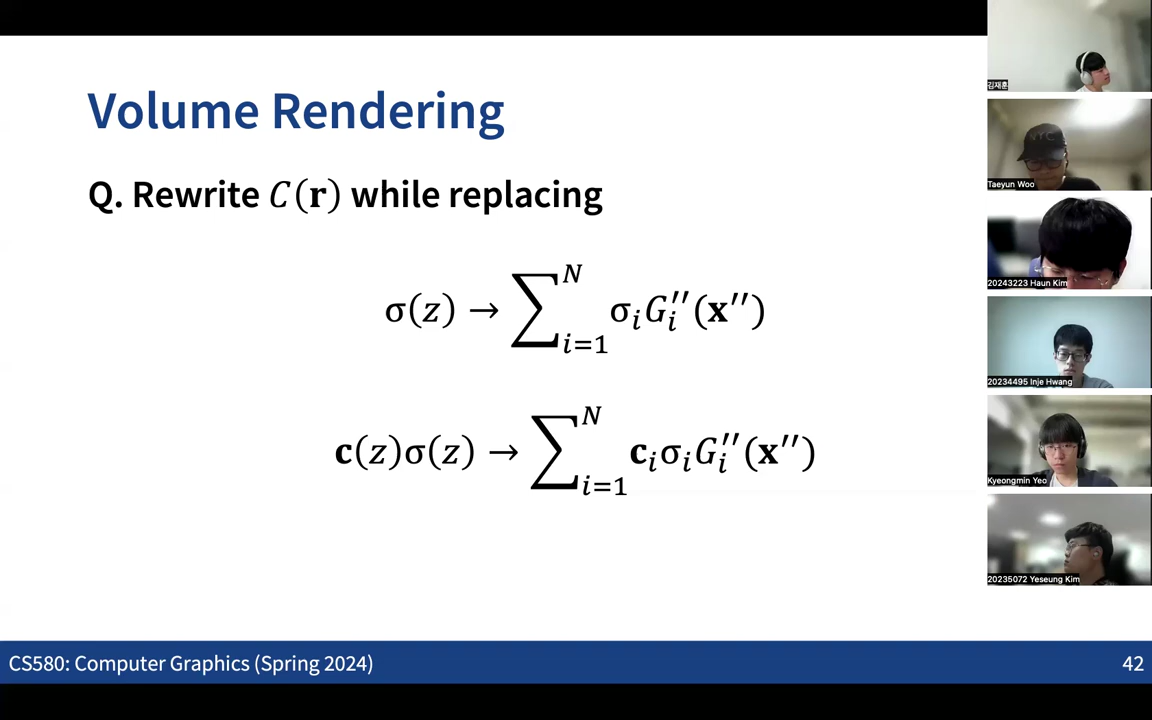 Volume Rendering
Q. Rewrite C(r) while replacing
σ(z) → ∑_{i=1}^{N} σ_i G_i″(x″)
c(z)σ(z) → ∑_{i=1}^{N} c_i σ_i G_i″(x″)
CS580: Computer Graphics (Spring 2024)
42
김재훈
NYC
Taeyun Woo
20243223 Haun Kim
20234495 Inje Hwang
Kyeongmin Yeo
20235072 Yeseung Kim